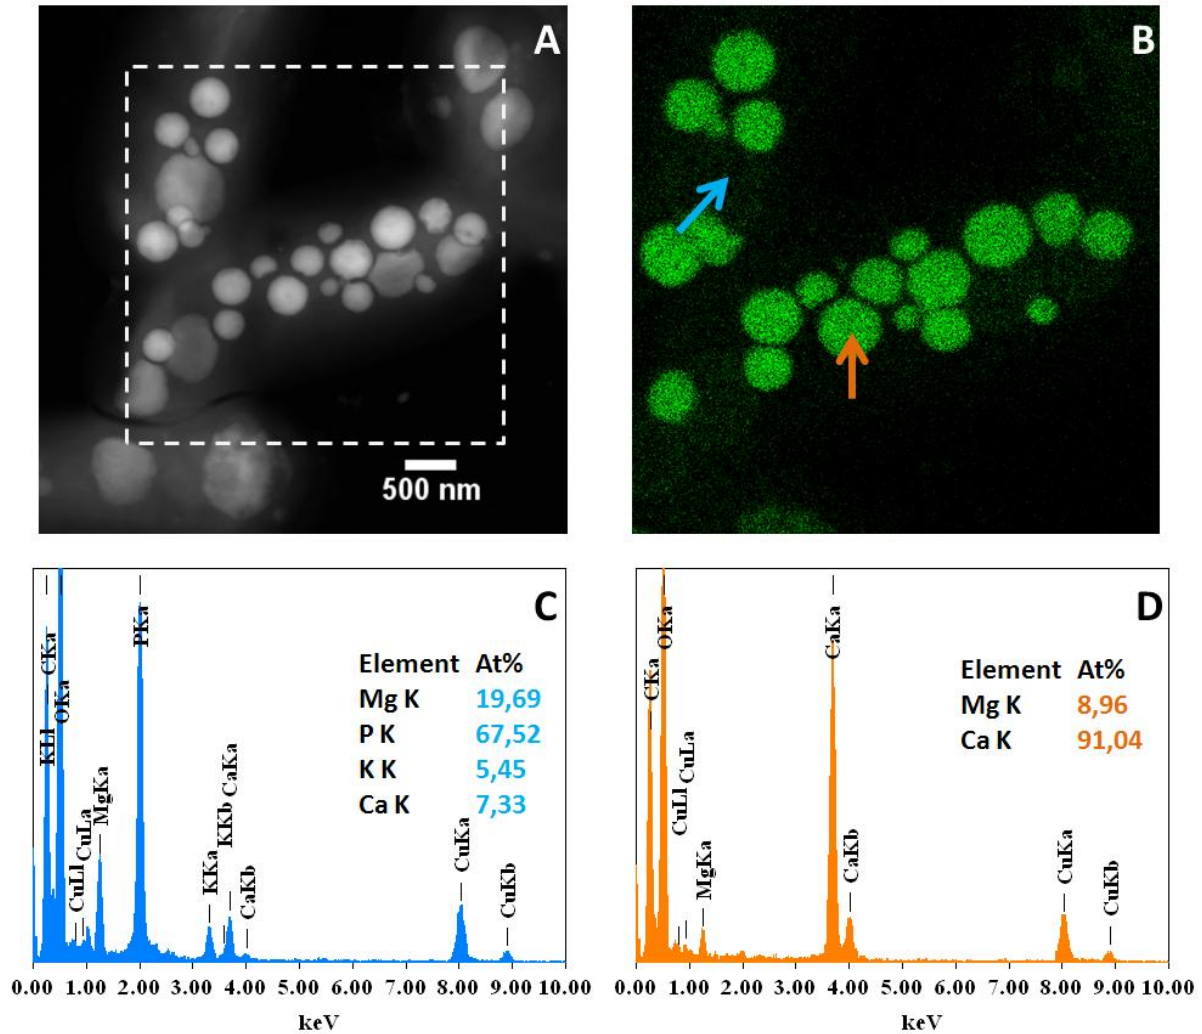 A
B
500 nm
C
CKa
OKa
KLl
CuLl
CuLa
MgKa
PKa
KKa
KKb
CaKa
CaKb
CuKa
CuKb
Element At%
Mg K 19,69
P K 67,52
K K 5,45
Ca K 7,33
0.00 1.00 2.00 3.00 4.00 5.00 6.00 7.00 8.00 9.00 10.00
keV
D
CKa
OKa
CuLl
CuLa
MgKa
CaKa
CaKb
CuKa
CuKb
Element At%
Mg K 8,96
Ca K 91,04
0.00 1.00 2.00 3.00 4.00 5.00 6.00 7.00 8.00 9.00 10.00
keV